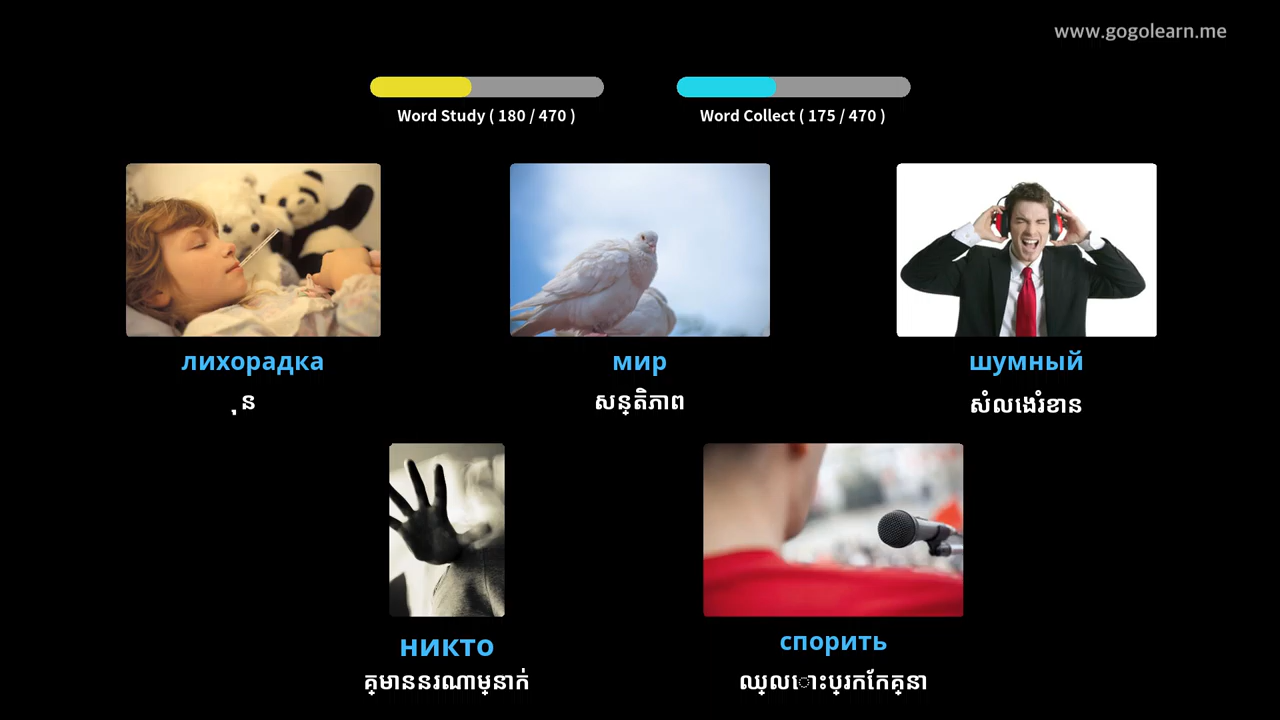 www.gogolearn.me
Word Study ( 180 / 470 )
Word Collect ( 175 / 470 )
лихорадка
мир
шумный
ុន
សន្តិភាព
សំលេងរំខាន
никто
спорить
គ្មាននរណាម្នាក់
ឈ្លោះប្រកែកគ្នា